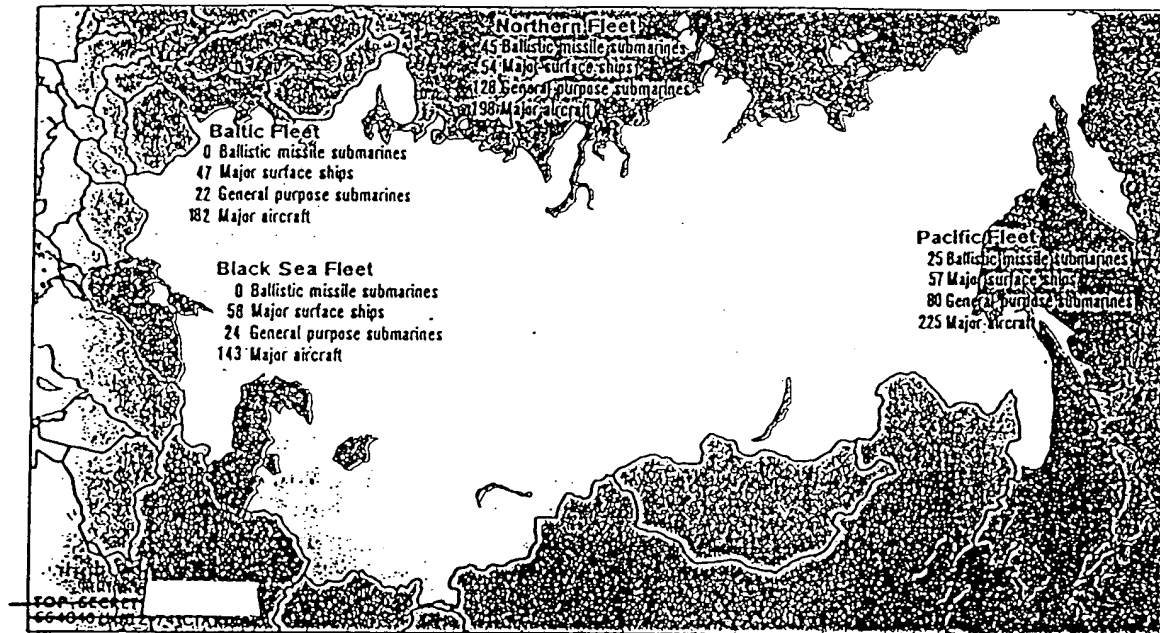 Northern Fleet
45 Ballistic missile submarines
54 Major surface ships
128 General purpose submarines
198 Major aircraft
Baltic Fleet
0 Ballistic missile submarines
47 Major surface ships
22 General purpose submarines
182 Major aircraft
Pacific Fleet
25 Ballistic missile submarines
57 Major surface ships
80 General purpose submarines
225 Major aircraft
Black Sea Fleet
0 Ballistic missile submarines
58 Major surface ships
24 General purpose submarines
143 Major aircraft
TOP SECRET